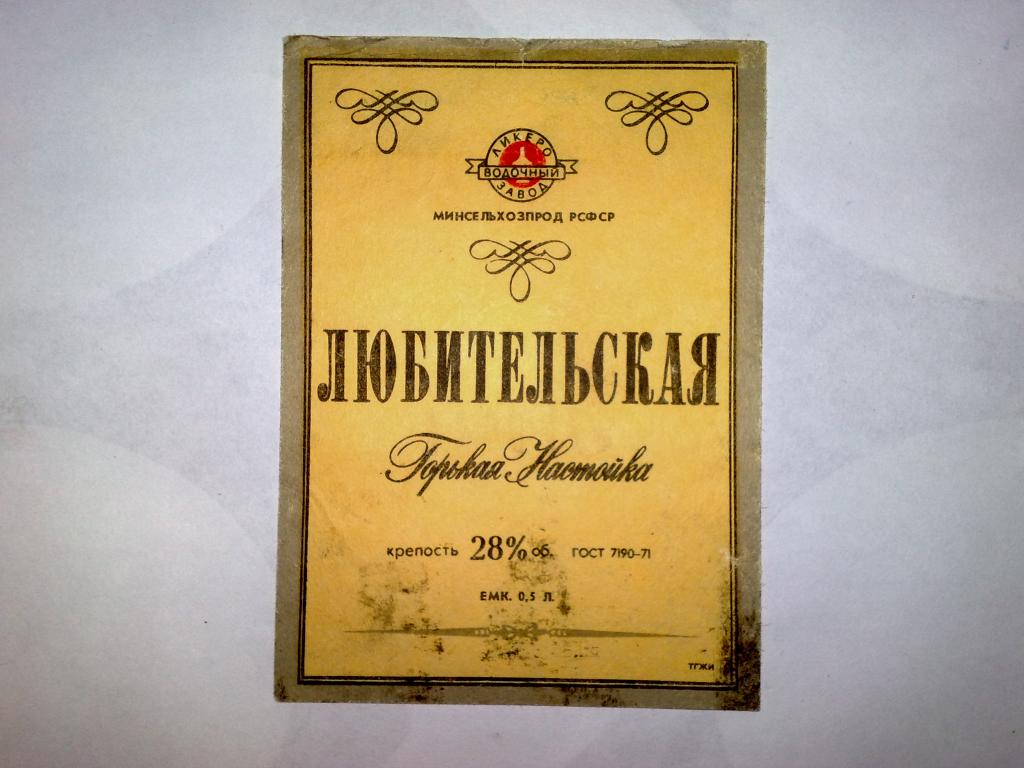 ЛИКЕРО
ВОДОЧНЫЙ
ЗАВОД
МИНСЕЛЬХОЗПРОД РСФСР
ЛЮБИТЕЛЬСКАЯ
Горькая Настойка
крепость 28% об. ГОСТ 7190-71
ЕМК. 0,5 Л.
ТГЖИ